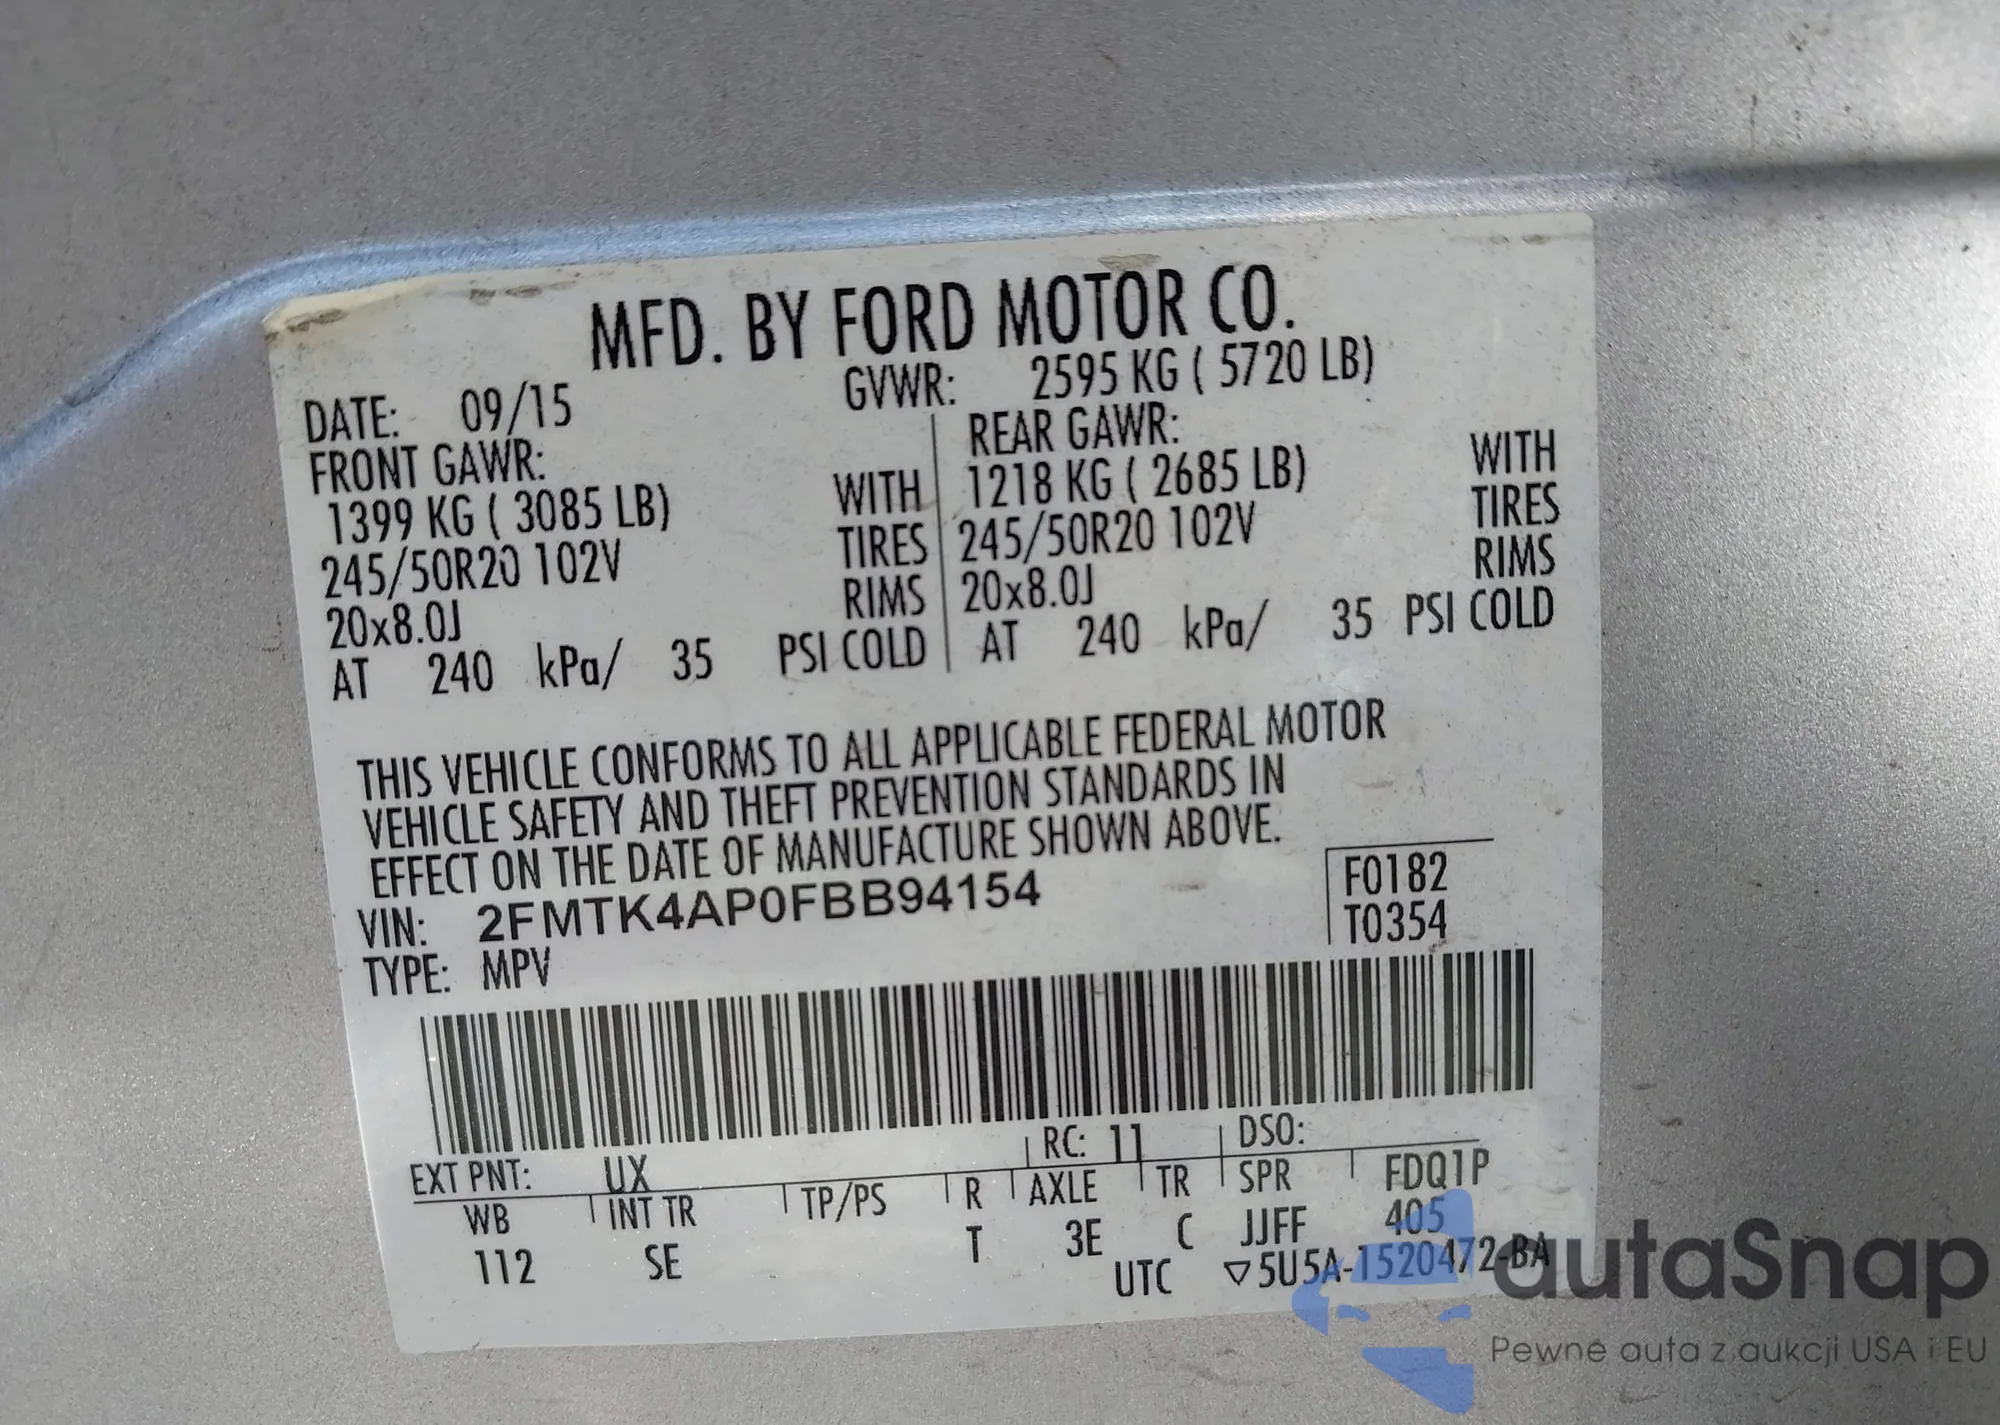 MFD. BY FORD MOTOR CO.
DATE: 09/15 GVWR: 2595 KG ( 5720 LB)
FRONT GAWR: REAR GAWR:
1399 KG ( 3085 LB) WITH 1218 KG ( 2685 LB) WITH
245/50R20 102V TIRES 245/50R20 102V TIRES
20x8.0J RIMS 20x8.0J RIMS
AT 240 kPa/ 35 PSI COLD AT 240 kPa/ 35 PSI COLD
THIS VEHICLE CONFORMS TO ALL APPLICABLE FEDERAL MOTOR
VEHICLE SAFETY AND THEFT PREVENTION STANDARDS IN
EFFECT ON THE DATE OF MANUFACTURE SHOWN ABOVE.
VIN: 2FMTK4AP0FBB94154 F0182
TYPE: MPV T0354
EXT PNT: UX RC: 11 DSO:
WB INT TR TP/PS R AXLE TR SPR FDQ1P
112 SE T 3E C JJFF 405
UTC ▽5U5A-1520472-BA
autaSnap
Pewne auta z aukcji USA i EU